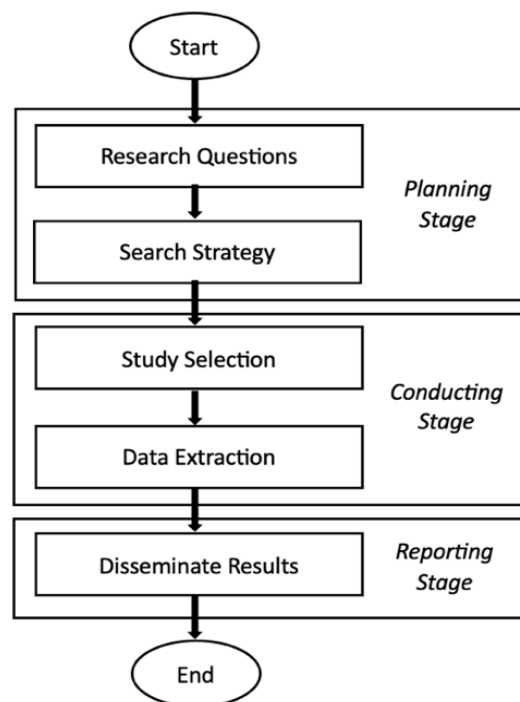 Start
Research Questions
Planning
Stage
Search Strategy
Study Selection
Conducting
Stage
Data Extraction
Disseminate Results
Reporting
Stage
End